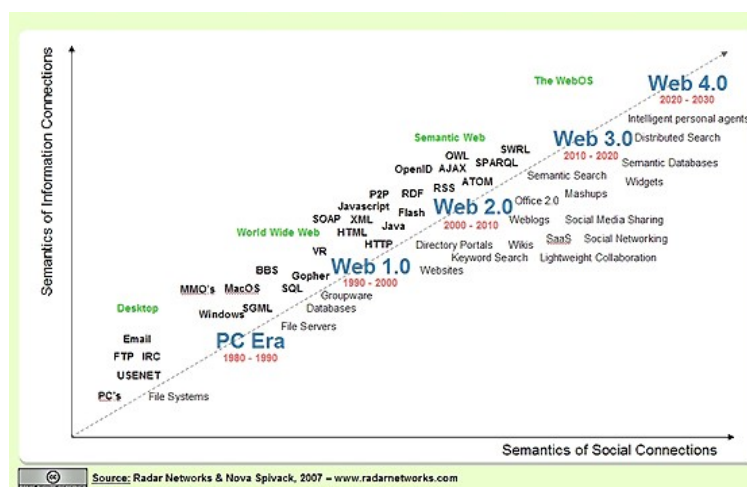 The WebOS
Web 4.0
2020 - 2030
Intelligent personal agents
Semantic Web
SWRL
Web 3.0
2010 - 2020
Distributed Search
OWL
SPARQL
OpenID
AJAX
Semantic Databases
ATOM
Semantic Search
Widgets
P2P
RDF
RSS
Mashups
Office 2.0
Javascript
Flash
Web 2.0
2000 - 2010
SOAP
XML
Java
Weblogs
Social Media Sharing
World Wide Web
HTML
HTTP
Directory Portals
Wikis
SaaS
Social Networking
VR
Keyword Search
Lightweight Collaboration
BBS
Gopher
Web 1.0
1990 - 2000
Websites
MMO's
MacOS
SQL
Groupware
Desktop
Windows
SGML
Databases
File Servers
Email
PC Era
1980 - 1990
FTP
IRC
USENET
PC's
File Systems
Semantics of Information Connections
Semantics of Social Connections
cc
Source: Radar Networks & Nova Spivack, 2007 – www.radarnetworks.com